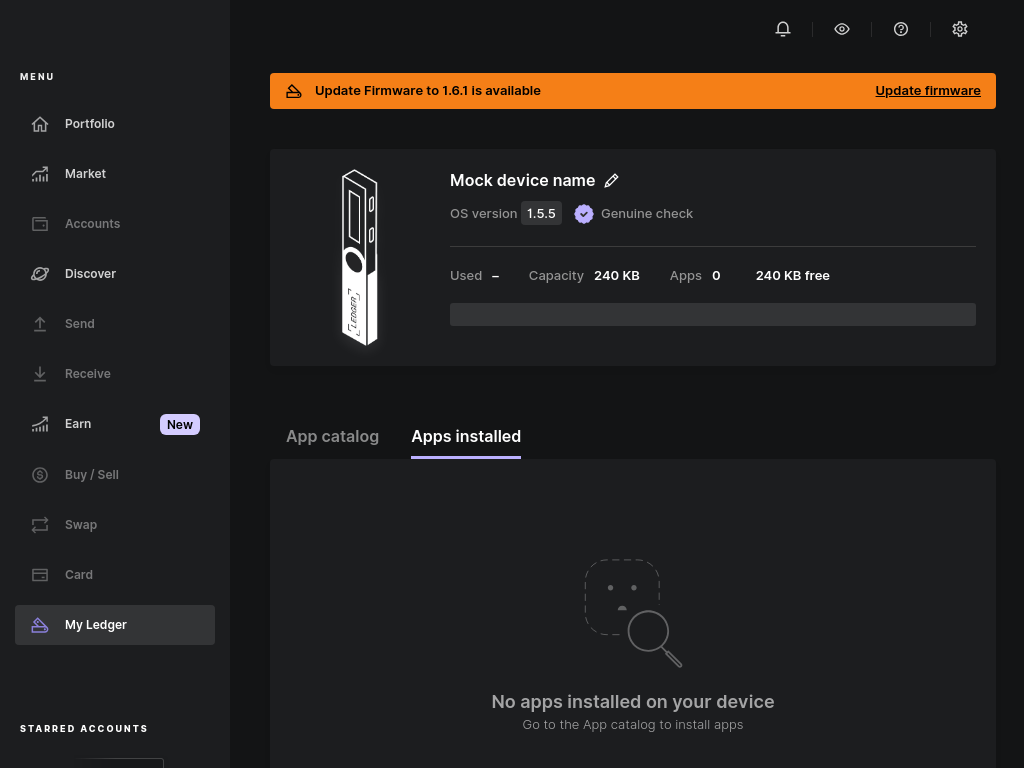 MENU
Portfolio
Market
Accounts
Discover
Send
Receive
Earn New
Buy / Sell
Swap
Card
My Ledger
STARRED ACCOUNTS
Update Firmware to 1.6.1 is available Update firmware
LEDGER
Mock device name
OS version 1.5.5 Genuine check
Used – Capacity 240 KB Apps 0 240 KB free
App catalog Apps installed
No apps installed on your device
Go to the App catalog to install apps